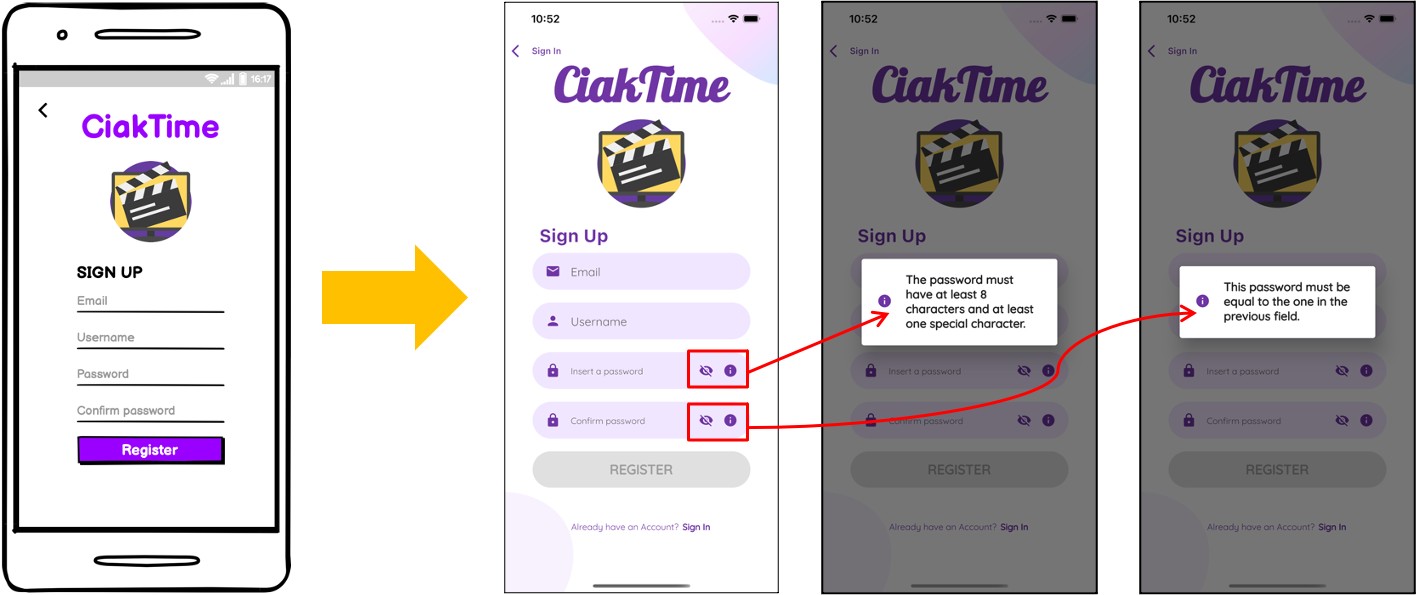 16:17
CiakTime
SIGN UP
Email
Username
Password
Confirm password
Register
10:52
Sign In
CiakTime
Sign Up
Email
Username
Insert a password
Confirm password
REGISTER
Already have an Account? Sign In
10:52
Sign In
CiakTime
Sign Up
The password must
have at least 8
characters and at least
one special character.
Insert a password
Confirm password
REGISTER
Already have an Account? Sign In
10:52
Sign In
CiakTime
Sign Up
This password must be
equal to the one in the
previous field.
Insert a password
Confirm password
REGISTER
Already have an Account? Sign In